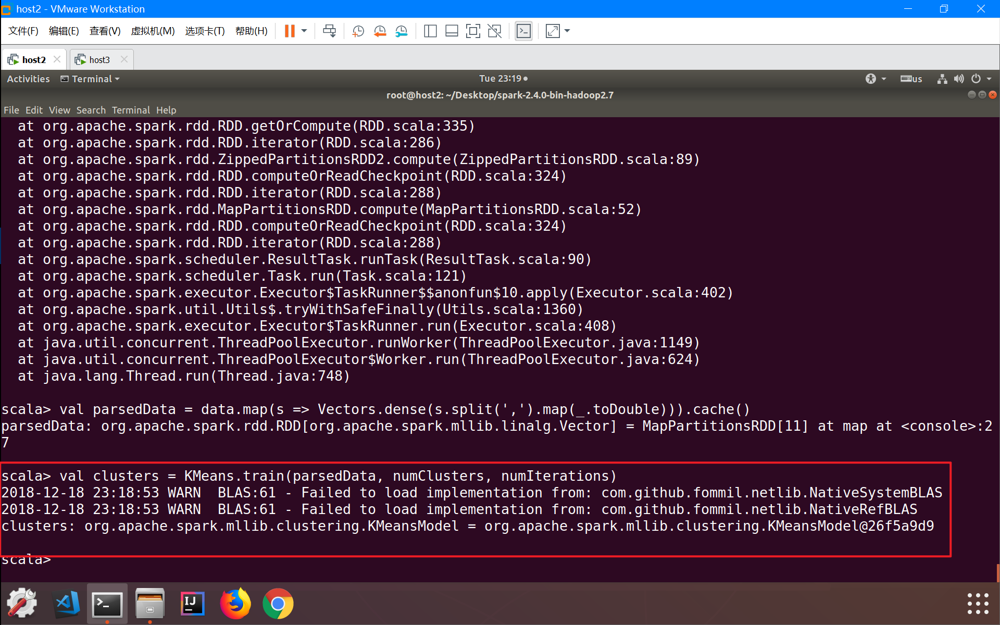 host2 - VMware Workstation
文件(F) 编辑(E) 查看(V) 虚拟机(M) 选项卡(T) 帮助(H)
host2 host3
Activities Terminal Tue 23:19 us
root@host2: ~/Desktop/spark-2.4.0-bin-hadoop2.7
File Edit View Search Terminal Help
at org.apache.spark.rdd.RDD.getOrCompute(RDD.scala:335)
at org.apache.spark.rdd.RDD.iterator(RDD.scala:286)
at org.apache.spark.rdd.ZippedPartitionsRDD2.compute(ZippedPartitionsRDD.scala:89)
at org.apache.spark.rdd.RDD.computeOrReadCheckpoint(RDD.scala:324)
at org.apache.spark.rdd.RDD.iterator(RDD.scala:288)
at org.apache.spark.rdd.MapPartitionsRDD.compute(MapPartitionsRDD.scala:52)
at org.apache.spark.rdd.RDD.computeOrReadCheckpoint(RDD.scala:324)
at org.apache.spark.rdd.RDD.iterator(RDD.scala:288)
at org.apache.spark.scheduler.ResultTask.runTask(ResultTask.scala:90)
at org.apache.spark.scheduler.Task.run(Task.scala:121)
at org.apache.spark.executor.Executor$TaskRunner$$anonfun$10.apply(Executor.scala:402)
at org.apache.spark.util.Utils$.tryWithSafeFinally(Utils.scala:1360)
at org.apache.spark.executor.Executor$TaskRunner.run(Executor.scala:408)
at java.util.concurrent.ThreadPoolExecutor.runWorker(ThreadPoolExecutor.java:1149)
at java.util.concurrent.ThreadPoolExecutor$Worker.run(ThreadPoolExecutor.java:624)
at java.lang.Thread.run(Thread.java:748)
scala> val parsedData = data.map(s => Vectors.dense(s.split(',').map(_.toDouble))).cache()
parsedData: org.apache.spark.rdd.RDD[org.apache.spark.mllib.linalg.Vector] = MapPartitionsRDD[11] at map at <console>:2
7
scala> val clusters = KMeans.train(parsedData, numClusters, numIterations)
2018-12-18 23:18:53 WARN  BLAS:61 - Failed to load implementation from: com.github.fommil.netlib.NativeSystemBLAS
2018-12-18 23:18:53 WARN  BLAS:61 - Failed to load implementation from: com.github.fommil.netlib.NativeRefBLAS
clusters: org.apache.spark.mllib.clustering.KMeansModel = org.apache.spark.mllib.clustering.KMeansModel@26f5a9d9
scala>
IJ